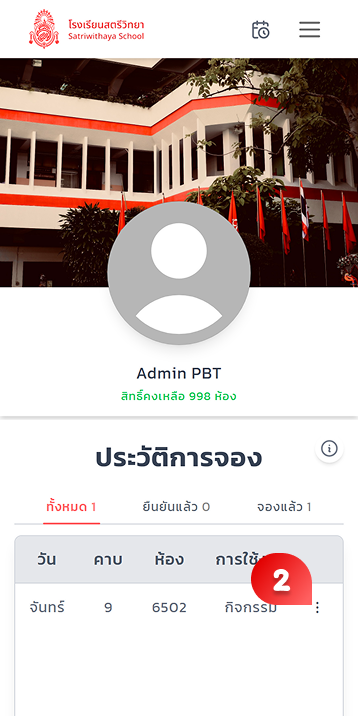 โรงเรียนสตรีวิทยา
Satriwithaya School
Admin PBT
สิทธิ์คงเหลือ 998 ห้อง
ประวัติการจอง
ทั้งหมด 1 ยืนยันแล้ว 0 จองแล้ว 1
วัน คาบ ห้อง การใช้
2
จันทร์ 9 6502 กิจกรรม